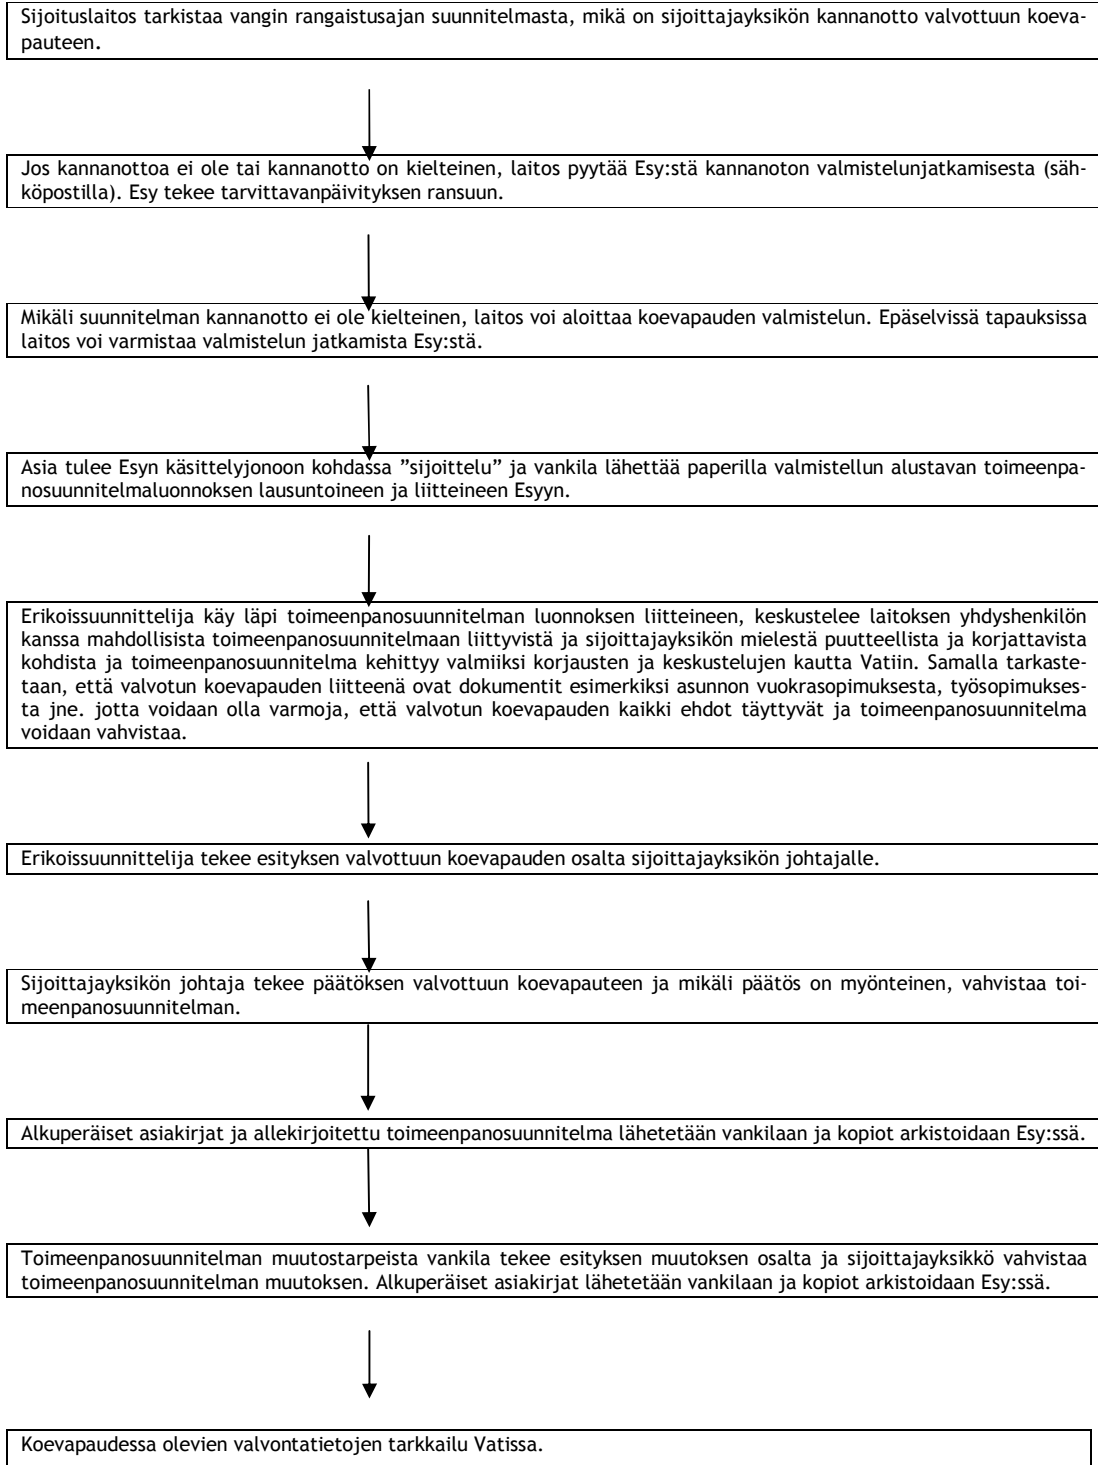 Sijoituslaitos tarkistaa vangin rangaistusajan suunnitelmasta, mikä on sijoittajayksikön kannanotto valvottuun koeva-
pauteen.
Jos kannanottoa ei ole tai kannanotto on kielteinen, laitos pyytää Esy:stä kannanoton valmistelunjatkamisesta (säh-
köpostilla). Esy tekee tarvittavanpäivityksen ransuun.
Mikäli suunnitelman kannanotto ei ole kielteinen, laitos voi aloittaa koevapauden valmistelun. Epäselvissä tapauksissa
laitos voi varmistaa valmistelun jatkamista Esy:stä.
Asia tulee Esyn käsittelyjonoon kohdassa ”sijoittelu” ja vankila lähettää paperilla valmistellun alustavan toimeenpa-
nosuunnitelmaluonnoksen lausuntoineen ja liitteineen Esyyn.
Erikoissuunnittelija käy läpi toimeenpanosuunnitelman luonnoksen liitteineen, keskustelee laitoksen yhdyshenkilön
kanssa mahdollisista toimeenpanosuunnitelmaan liittyvistä ja sijoittajayksikön mielestä puutteellista ja korjattavista
kohdista ja toimeenpanosuunnitelma kehittyy valmiiksi korjausten ja keskustelujen kautta Vatiin. Samalla tarkaste-
taan, että valvotun koevapauden liitteenä ovat dokumentit esimerkiksi asunnon vuokrasopimuksesta, työsopimukses-
ta jne. jotta voidaan olla varmoja, että valvotun koevapauden kaikki ehdot täyttyvät ja toimeenpanosuunnitelma
voidaan vahvistaa.
Erikoissuunnittelija tekee esityksen valvottuun koevapauden osalta sijoittajayksikön johtajalle.
Sijoittajayksikön johtaja tekee päätöksen valvottuun koevapauteen ja mikäli päätös on myönteinen, vahvistaa toi-
meenpanosuunnitelman.
Alkuperäiset asiakirjat ja allekirjoitettu toimeenpanosuunnitelma lähetetään vankilaan ja kopiot arkistoidaan Esy:ssä.
Toimeenpanosuunnitelman muutostarpeista vankila tekee esityksen muutoksen osalta ja sijoittajayksikkö vahvistaa
toimeenpanosuunnitelman muutoksen. Alkuperäiset asiakirjat lähetetään vankilaan ja kopiot arkistoidaan Esy:ssä.
Koevapaudessa olevien valvontatietojen tarkkailu Vatissa.